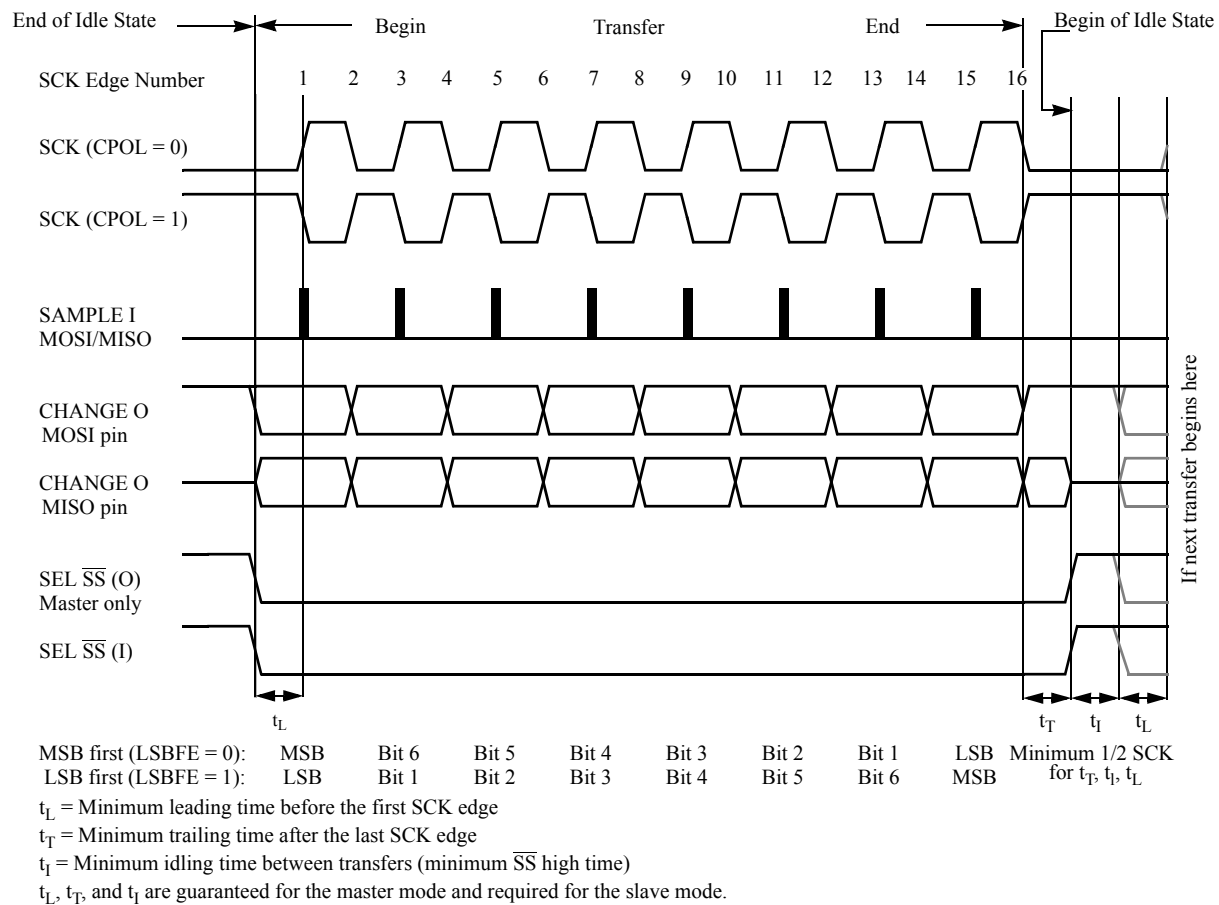 End of Idle State Begin Transfer End Begin of Idle State
SCK Edge Number 1 2 3 4 5 6 7 8 9 10 11 12 13 14 15 16
SCK (CPOL = 0)
SCK (CPOL = 1)
SAMPLE I
MOSI/MISO
CHANGE O
MOSI pin
CHANGE O
MISO pin
SEL S̅S̅ (O)
Master only
SEL S̅S̅ (I)
If next transfer begins here
tL tT tI tL
MSB first (LSBFE = 0): MSB Bit 6 Bit 5 Bit 4 Bit 3 Bit 2 Bit 1 LSB Minimum 1/2 SCK
LSB first (LSBFE = 1): LSB Bit 1 Bit 2 Bit 3 Bit 4 Bit 5 Bit 6 MSB for tT, tl, tL
tL = Minimum leading time before the first SCK edge
tT = Minimum trailing time after the last SCK edge
tI = Minimum idling time between transfers (minimum S̅S̅ high time)
tL, tT, and tI are guaranteed for the master mode and required for the slave mode.